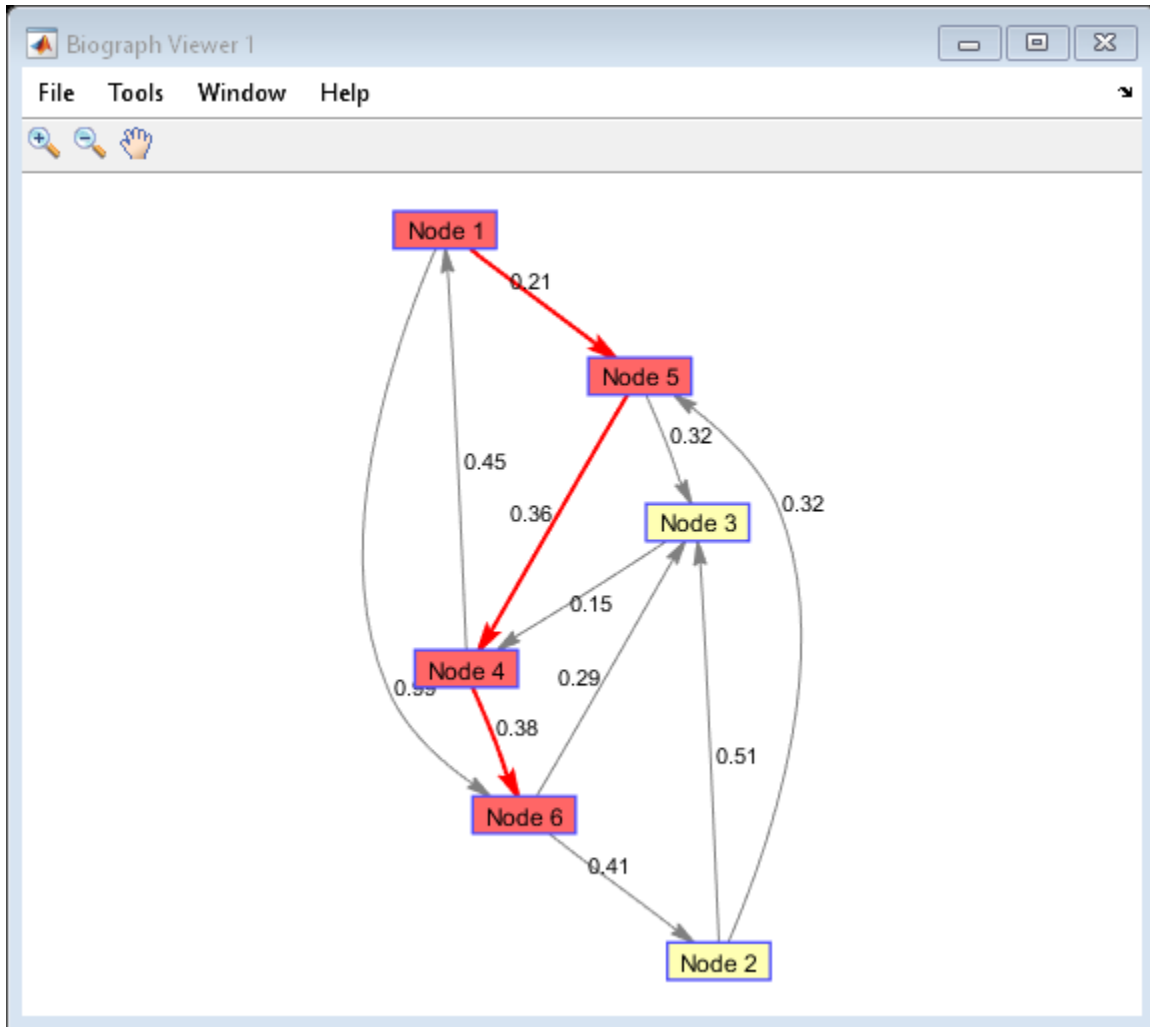 Biograph Viewer 1
File Tools Window Help
Node 1
0.21
Node 5
0.32
0.45
0.32
0.36
Node 3
0.15
Node 4
0.29
0.99
0.38
0.51
Node 6
0.41
Node 2